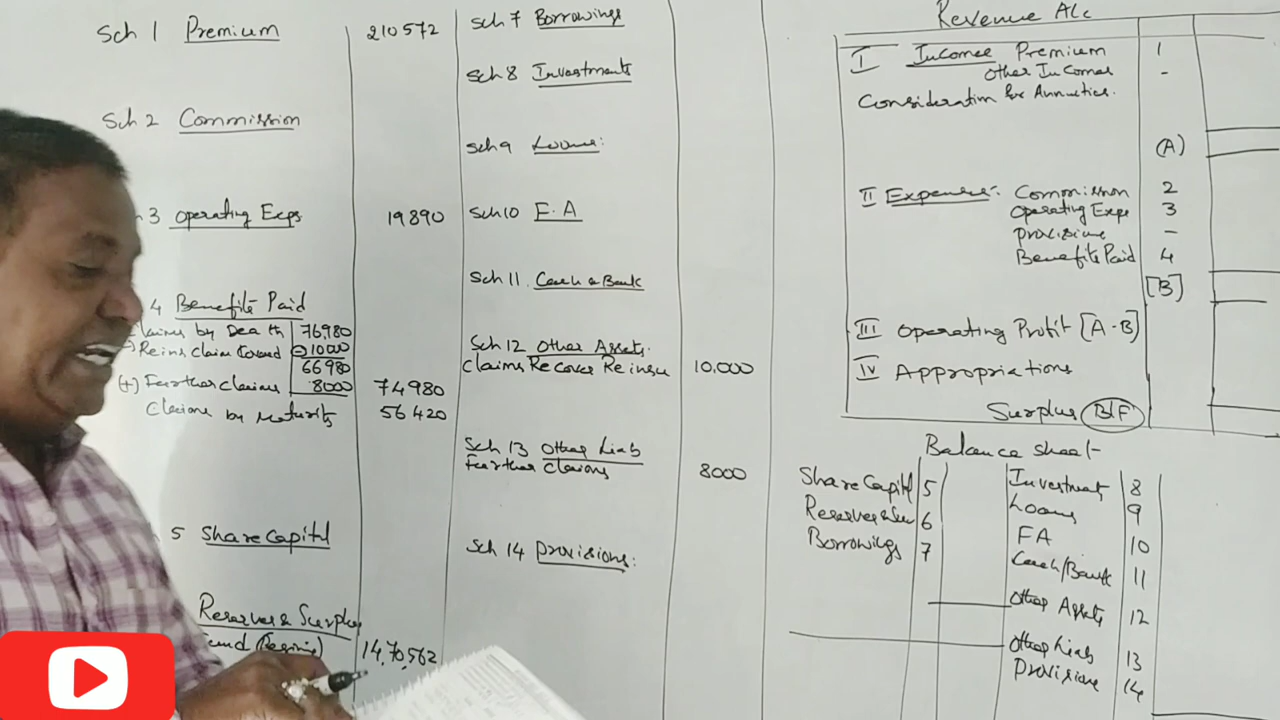 Sch 1 Premium 210572
Sch 2 Commission
3 Operating Exps 19890
4 Benefits Paid
Claims by Death 76,980
Reins Claim 10000
66980
(+) Further Claims 8000 74980
Claims by Maturity 56420
5 Share Capital
Reserves & Surplus
14,70,562
Sch 7 Borrowings
Sch 8 Investments
Sch 9 Loans:
Sch 10 F.A
Sch 11. Cash & Bank
Sch 12 Other Assets.
Claims Recover Reinsu 10,000
Sch 13 Other Liab
Further Claims 8000
Sch 14 Provisions:
Revenue A/c
I Income Premium 1
Other Incomes -
Consideration for Annuities.
(A)
II Expenses: Commission 2
Operating Exps 3
Provisions -
Benefits Paid 4
[B]
III Operating Profit [A-B]
IV Appropriations
Surplus B/F
Balance sheet:-
Share Capitl 5
Reserves & Su 6
Borrowings 7
Investment 8
Loans 9
FA 10
Cash/Bank 11
Other Assets 12
Other Liab 13
Provisions 14